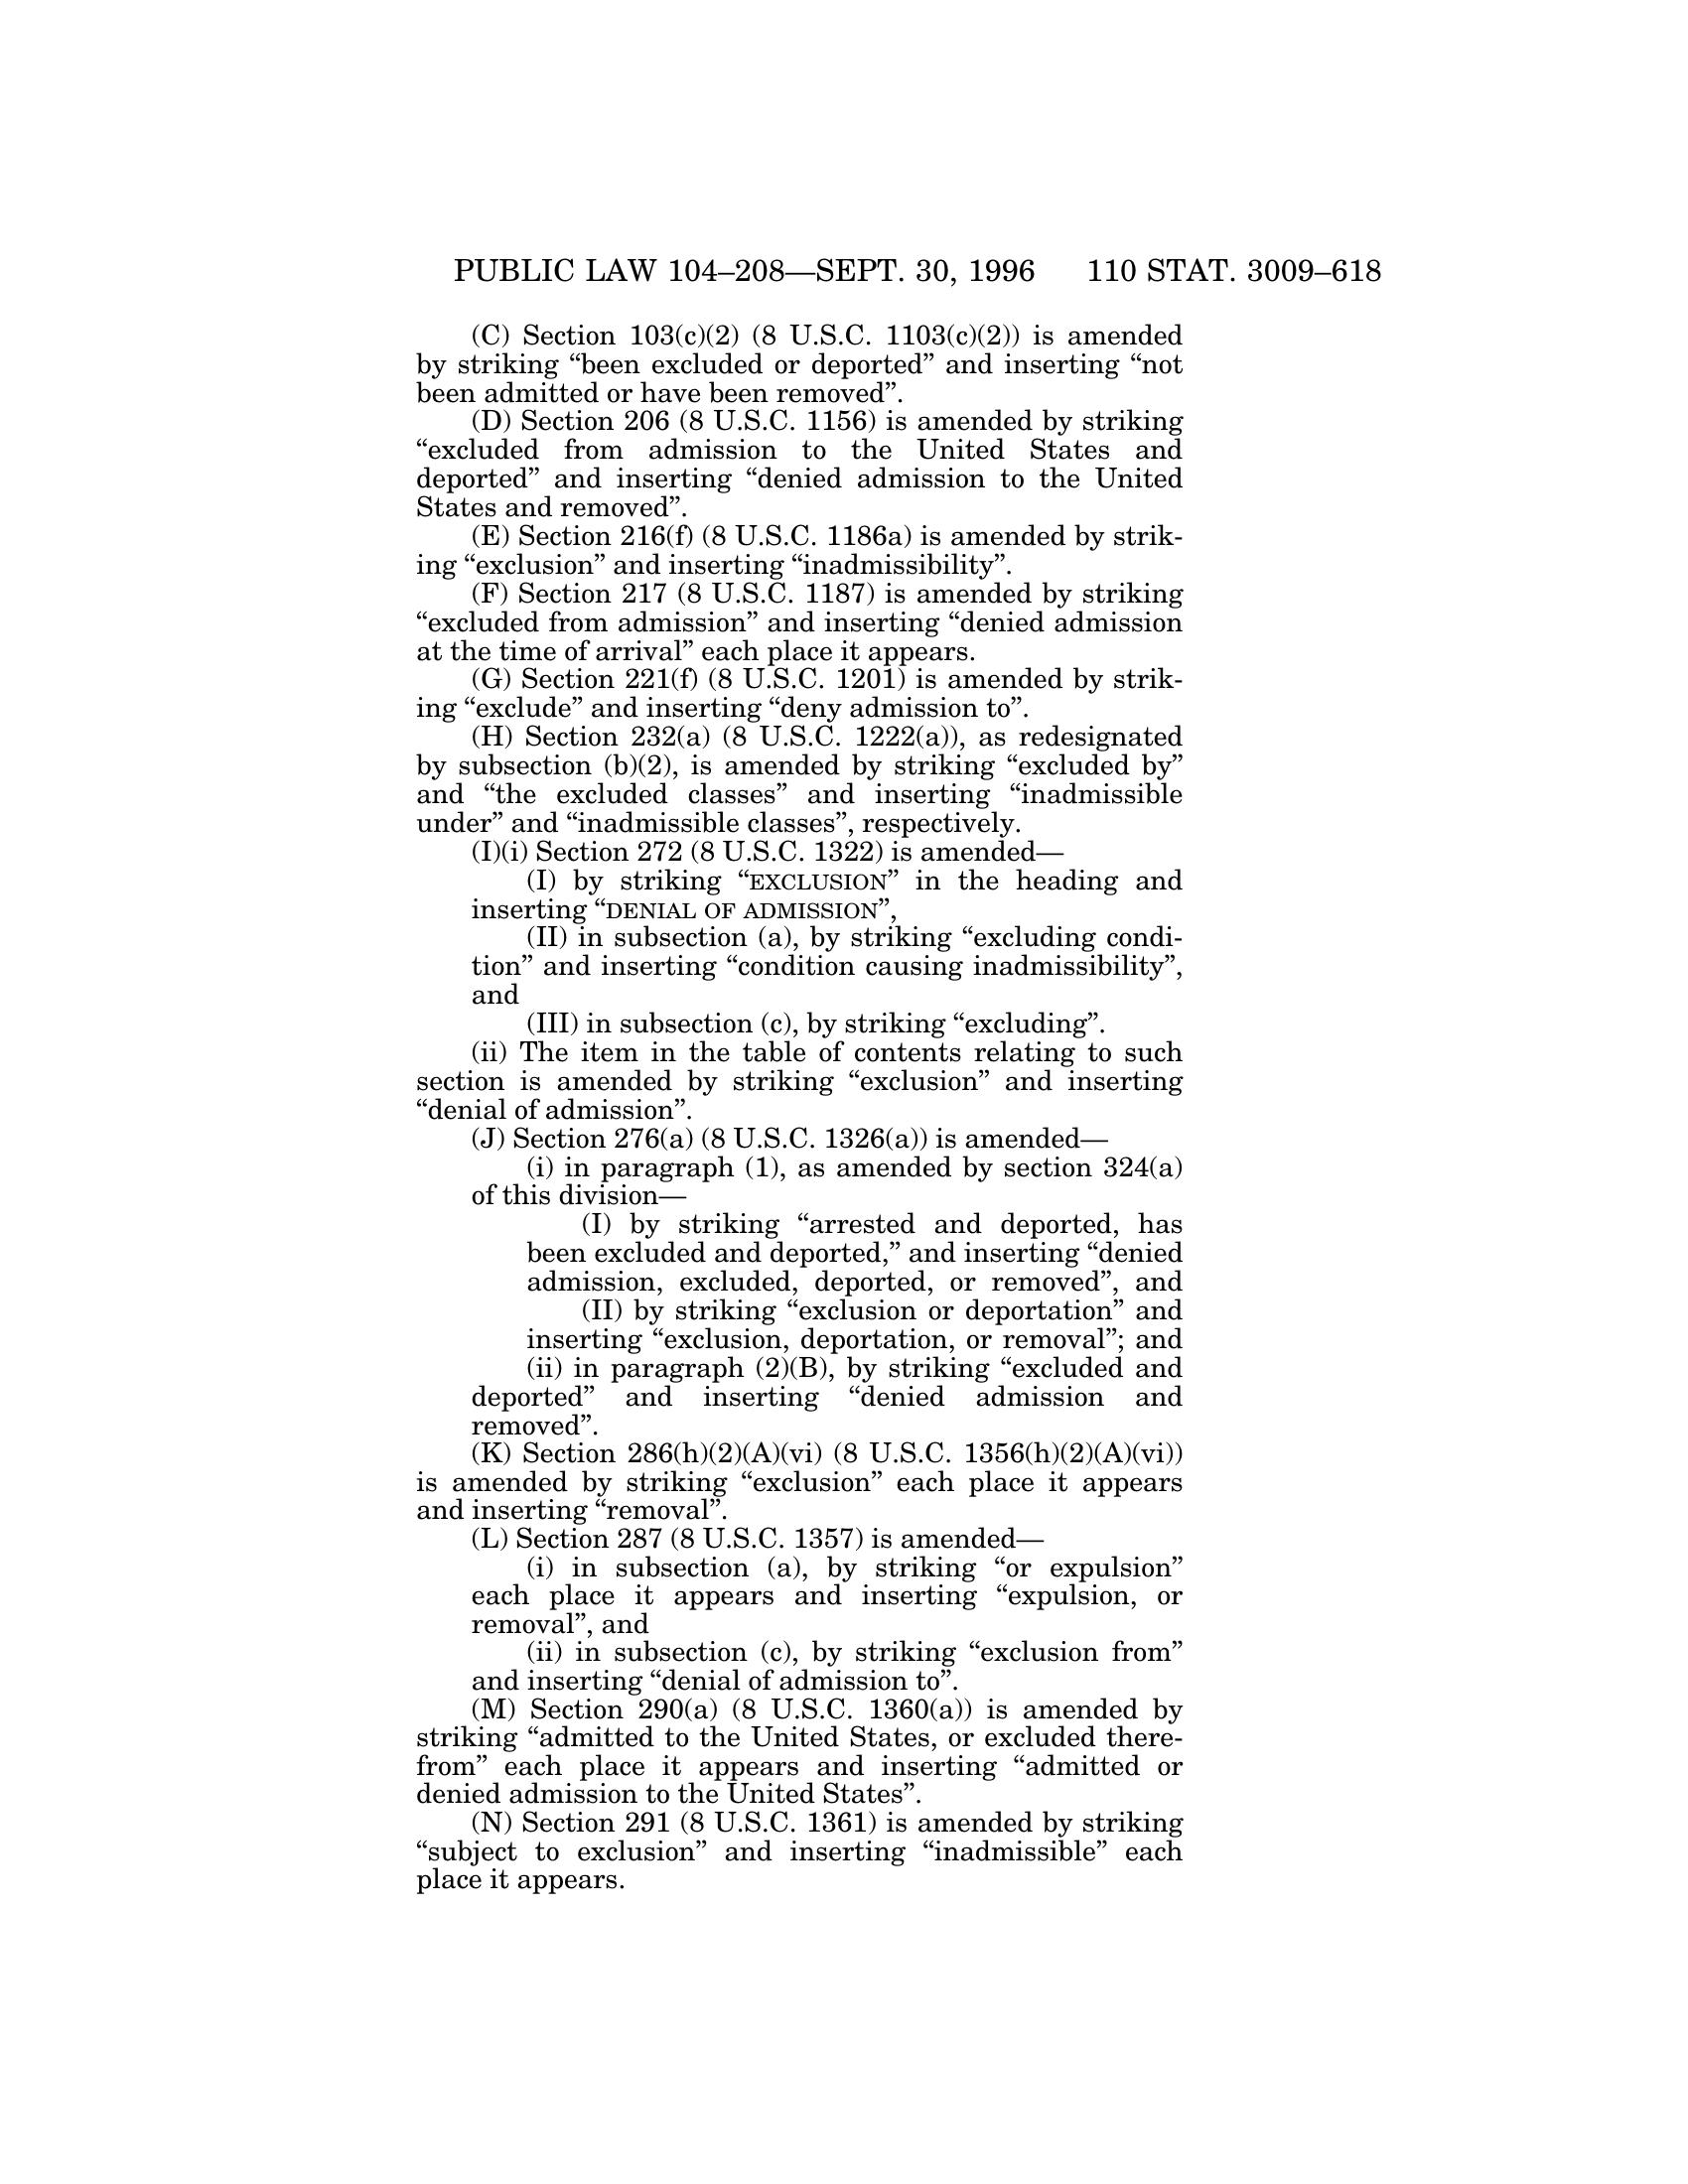 PUBLIC LAW 104–208—SEPT. 30, 1996 110 STAT. 3009–618
(C) Section 103(c)(2) (8 U.S.C. 1103(c)(2)) is amended
by striking “been excluded or deported” and inserting “not
been admitted or have been removed”.
(D) Section 206 (8 U.S.C. 1156) is amended by striking
“excluded from admission to the United States and
deported” and inserting “denied admission to the United
States and removed”.
(E) Section 216(f) (8 U.S.C. 1186a) is amended by strik-
ing “exclusion” and inserting “inadmissibility”.
(F) Section 217 (8 U.S.C. 1187) is amended by striking
“excluded from admission” and inserting “denied admission
at the time of arrival” each place it appears.
(G) Section 221(f) (8 U.S.C. 1201) is amended by strik-
ing “exclude” and inserting “deny admission to”.
(H) Section 232(a) (8 U.S.C. 1222(a)), as redesignated
by subsection (b)(2), is amended by striking “excluded by”
and “the excluded classes” and inserting “inadmissible
under” and “inadmissible classes”, respectively.
(I)(i) Section 272 (8 U.S.C. 1322) is amended—
(I) by striking “EXCLUSION” in the heading and
inserting “DENIAL OF ADMISSION”,
(II) in subsection (a), by striking “excluding condi-
tion” and inserting “condition causing inadmissibility”,
and
(III) in subsection (c), by striking “excluding”.
(ii) The item in the table of contents relating to such
section is amended by striking “exclusion” and inserting
“denial of admission”.
(J) Section 276(a) (8 U.S.C. 1326(a)) is amended—
(i) in paragraph (1), as amended by section 324(a)
of this division—
(I) by striking “arrested and deported, has
been excluded and deported,” and inserting “denied
admission, excluded, deported, or removed”, and
(II) by striking “exclusion or deportation” and
inserting “exclusion, deportation, or removal”; and
(ii) in paragraph (2)(B), by striking “excluded and
deported” and inserting “denied admission and
removed”.
(K) Section 286(h)(2)(A)(vi) (8 U.S.C. 1356(h)(2)(A)(vi))
is amended by striking “exclusion” each place it appears
and inserting “removal”.
(L) Section 287 (8 U.S.C. 1357) is amended—
(i) in subsection (a), by striking “or expulsion”
each place it appears and inserting “expulsion, or
removal”, and
(ii) in subsection (c), by striking “exclusion from”
and inserting “denial of admission to”.
(M) Section 290(a) (8 U.S.C. 1360(a)) is amended by
striking “admitted to the United States, or excluded there-
from” each place it appears and inserting “admitted or
denied admission to the United States”.
(N) Section 291 (8 U.S.C. 1361) is amended by striking
“subject to exclusion” and inserting “inadmissible” each
place it appears.